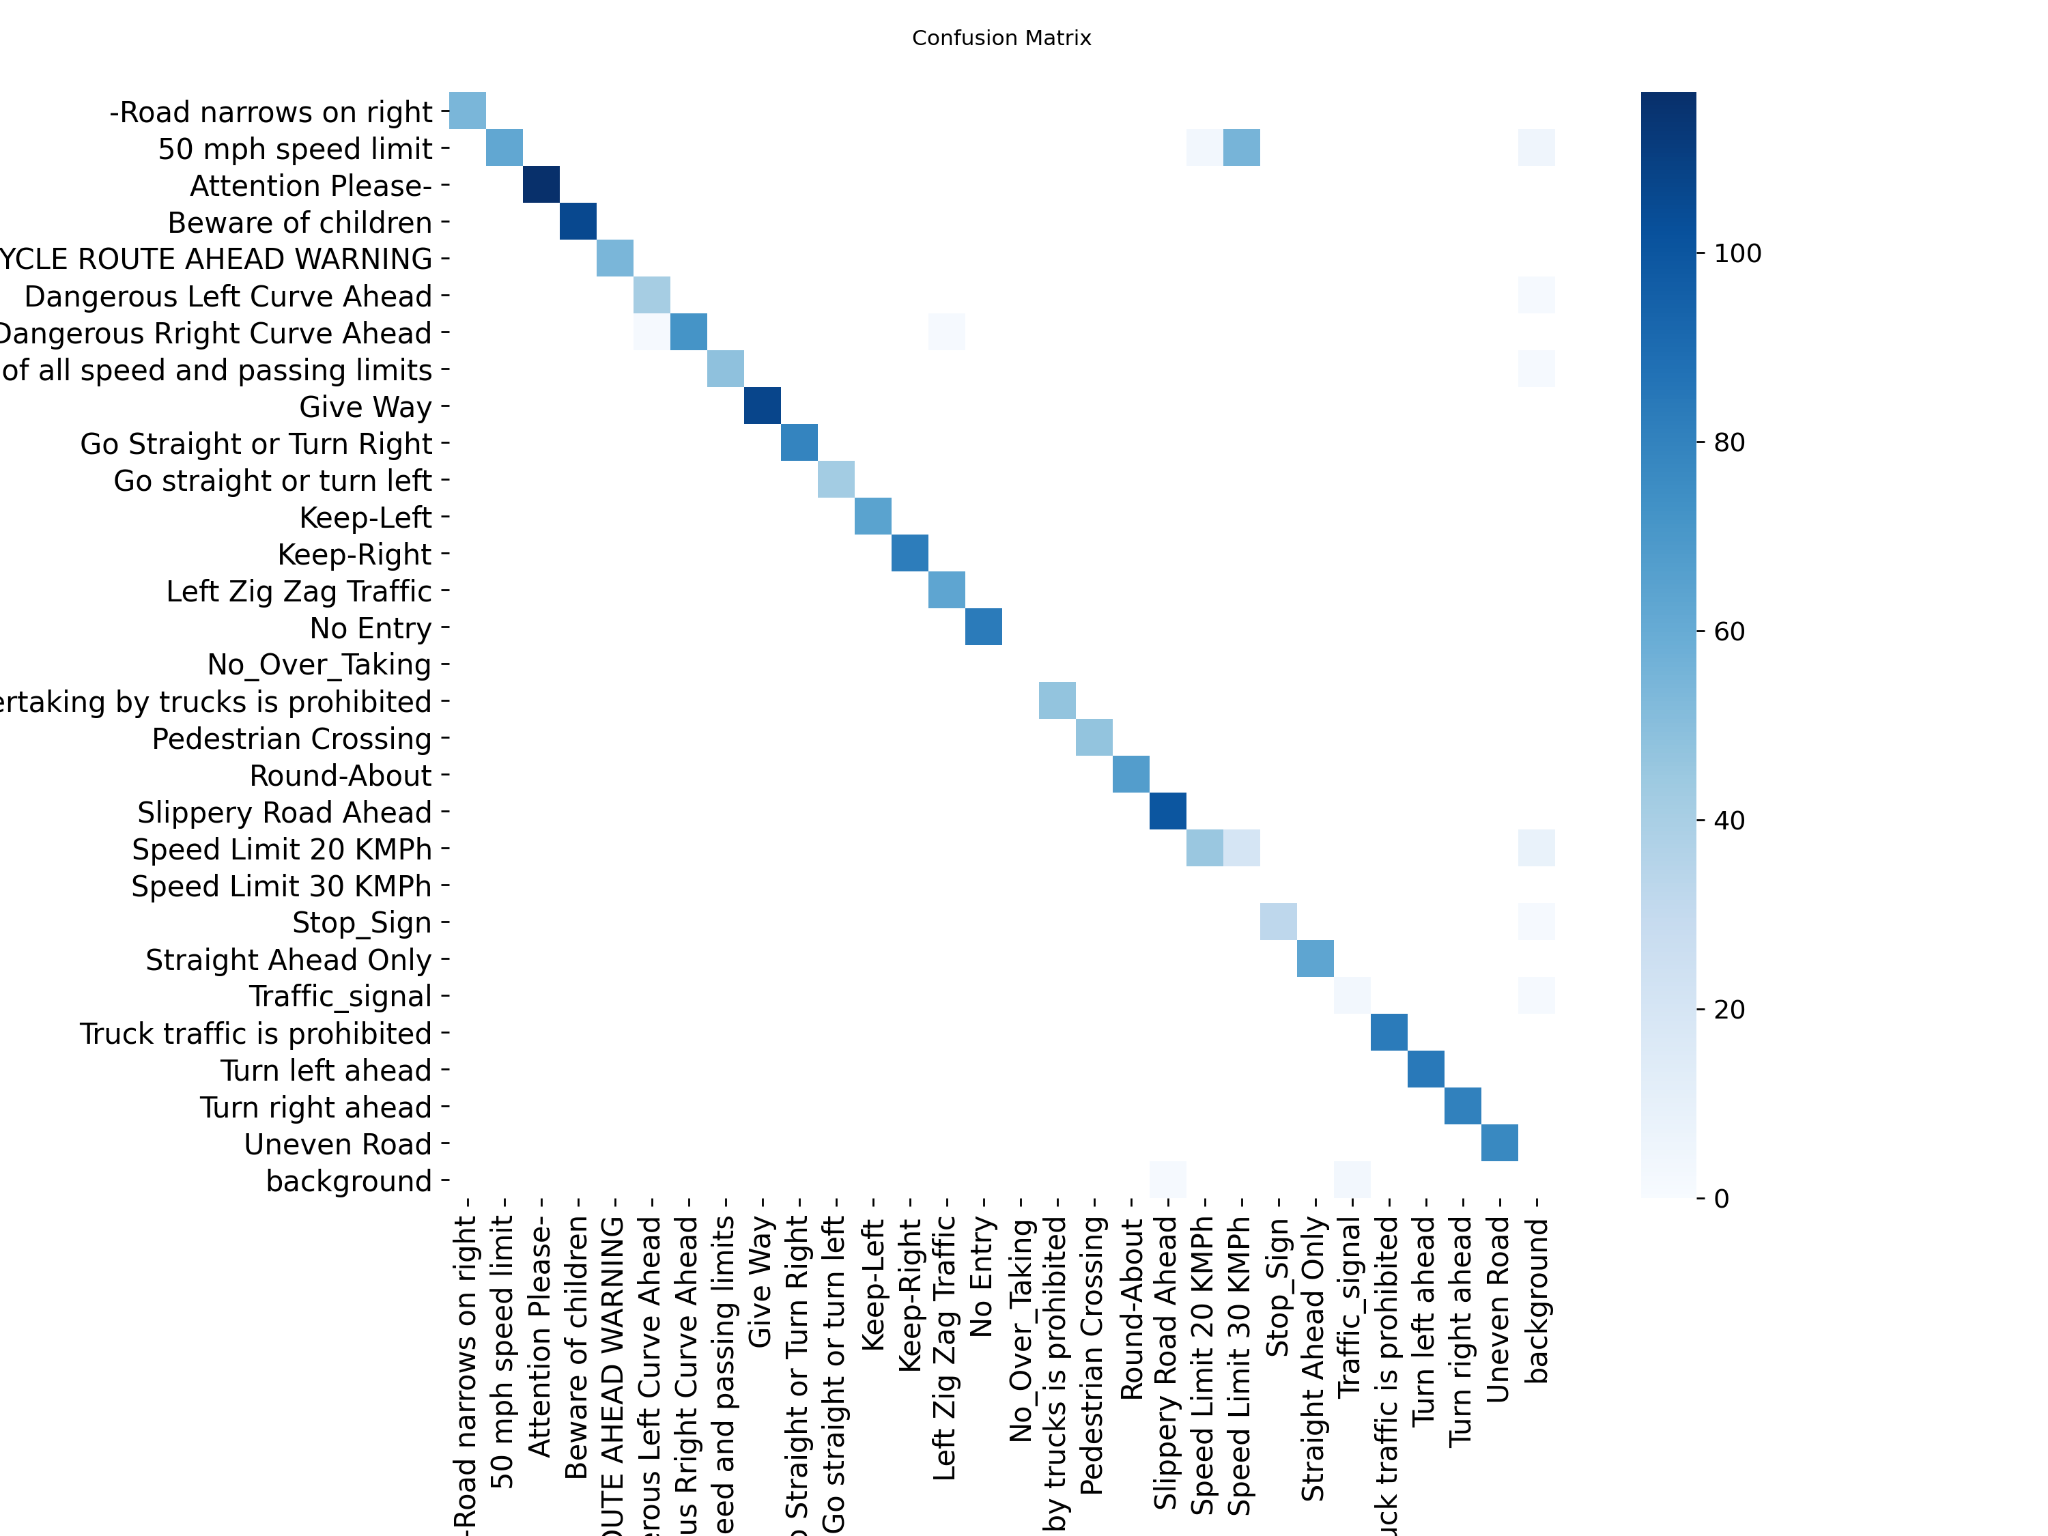 Confusion Matrix
-Road narrows on right
50 mph speed limit
Attention Please-
Beware of children
YCLE ROUTE AHEAD WARNING
Dangerous Left Curve Ahead
Dangerous Rright Curve Ahead
of all speed and passing limits
Give Way
Go Straight or Turn Right
Go straight or turn left
Keep-Left
Keep-Right
Left Zig Zag Traffic
No Entry
No_Over_Taking
ertaking by trucks is prohibited
Pedestrian Crossing
Round-About
Slippery Road Ahead
Speed Limit 20 KMPh
Speed Limit 30 KMPh
Stop_Sign
Straight Ahead Only
Traffic_signal
Truck traffic is prohibited
Turn left ahead
Turn right ahead
Uneven Road
background
-Road narrows on right
50 mph speed limit
Attention Please-
Beware of children
OUTE AHEAD WARNING
erous Left Curve Ahead
us Rright Curve Ahead
eed and passing limits
Give Way
o Straight or Turn Right
Go straight or turn left
Keep-Left
Keep-Right
Left Zig Zag Traffic
No Entry
No_Over_Taking
by trucks is prohibited
Pedestrian Crossing
Round-About
Slippery Road Ahead
Speed Limit 20 KMPh
Speed Limit 30 KMPh
Stop_Sign
Straight Ahead Only
Traffic_signal
uck traffic is prohibited
Turn left ahead
Turn right ahead
Uneven Road
background
100
80
60
40
20
0